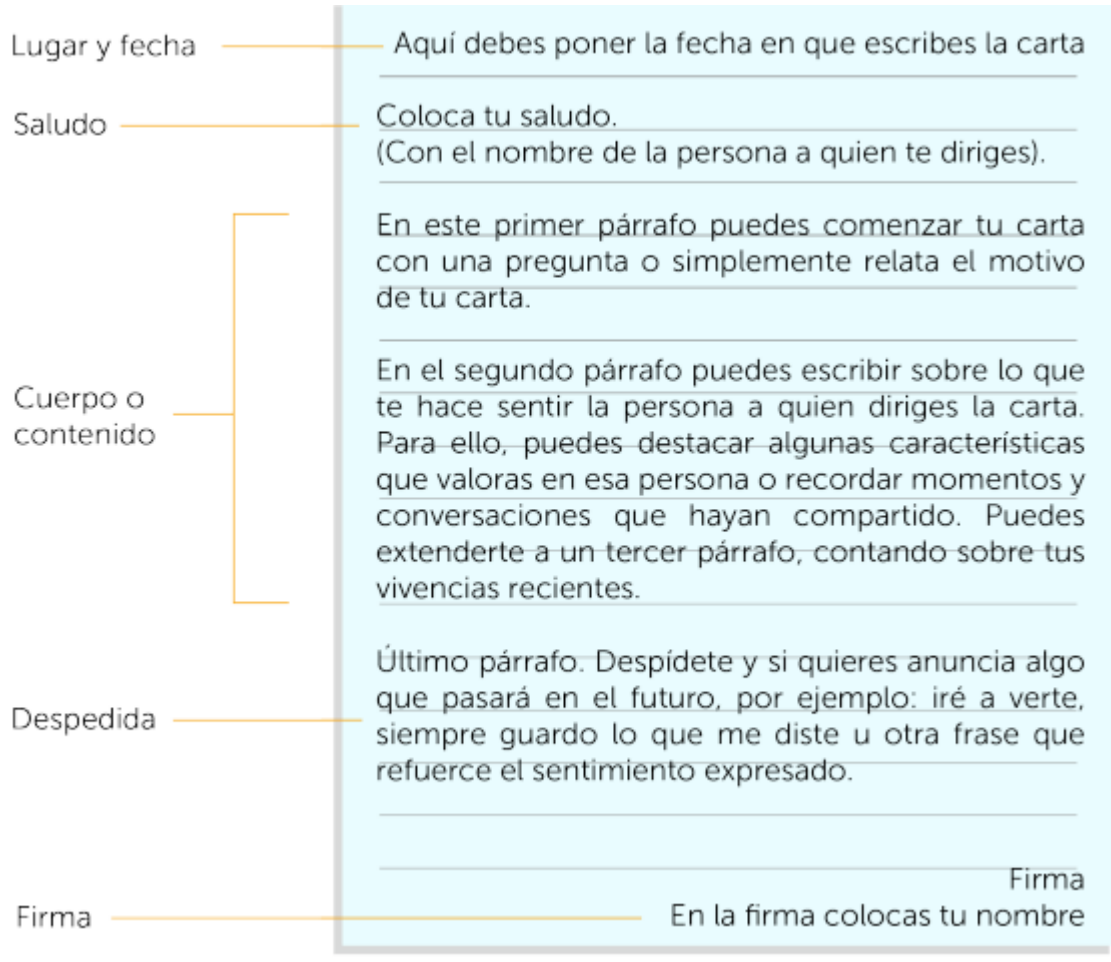 Lugar y fecha
Aquí debes poner la fecha en que escribes la carta
Saludo
Coloca tu saludo.
(Con el nombre de la persona a quien te diriges).
Cuerpo o
contenido
En este primer párrafo puedes comenzar tu carta
con una pregunta o simplemente relata el motivo
de tu carta.
En el segundo párrafo puedes escribir sobre lo que
te hace sentir la persona a quien diriges la carta.
Para ello, puedes destacar algunas características
que valoras en esa persona o recordar momentos y
conversaciones que hayan compartido. Puedes
extenderte a un tercer párrafo, contando sobre tus
vivencias recientes.
Despedida
Último párrafo. Despídete y si quieres anuncia algo
que pasará en el futuro, por ejemplo: iré a verte,
siempre guardo lo que me diste u otra frase que
refuerce el sentimiento expresado.
Firma
Firma
En la firma colocas tu nombre